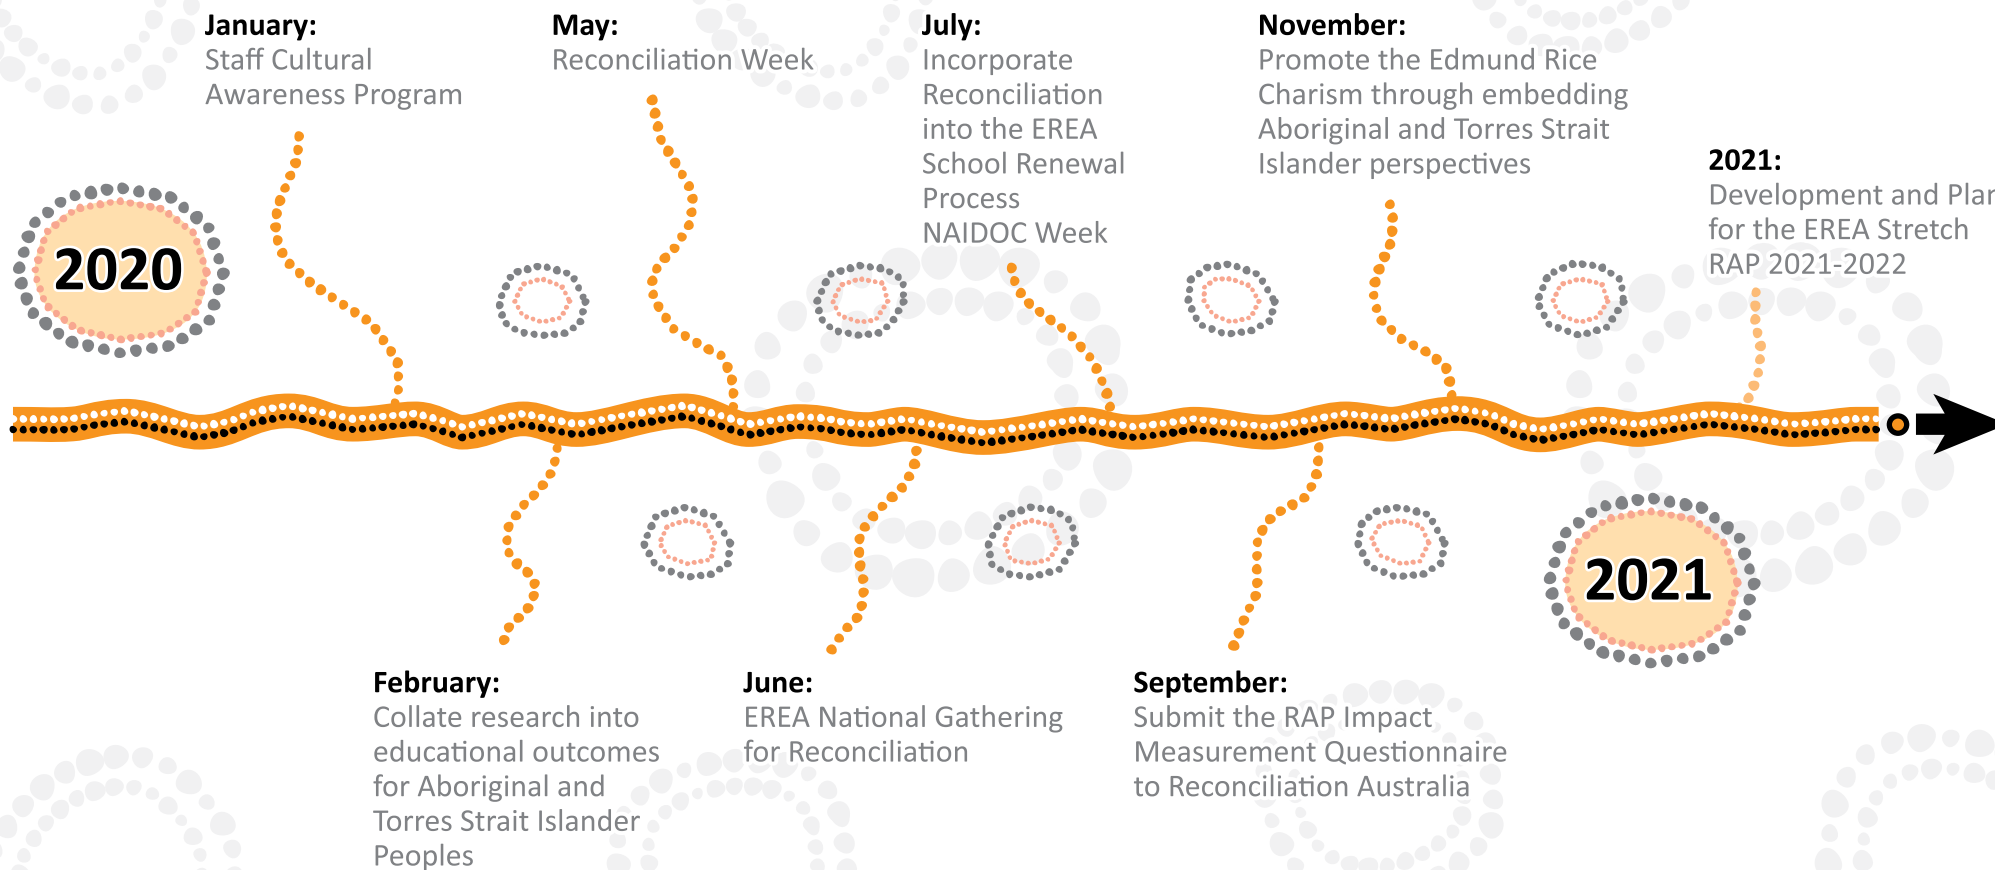 January:
Staff Cultural
Awareness Program
May:
Reconciliation Week
July:
Incorporate
Reconciliation
into the EREA
School Renewal
Process
NAIDOC Week
November:
Promote the Edmund Rice
Charism through embedding
Aboriginal and Torres Strait
Islander perspectives
2021:
Development and Plan
for the EREA Stretch
RAP 2021-2022
2020
2021
February:
Collate research into
educational outcomes
for Aboriginal and
Torres Strait Islander
Peoples
June:
EREA National Gathering
for Reconciliation
September:
Submit the RAP Impact
Measurement Questionnaire
to Reconciliation Australia